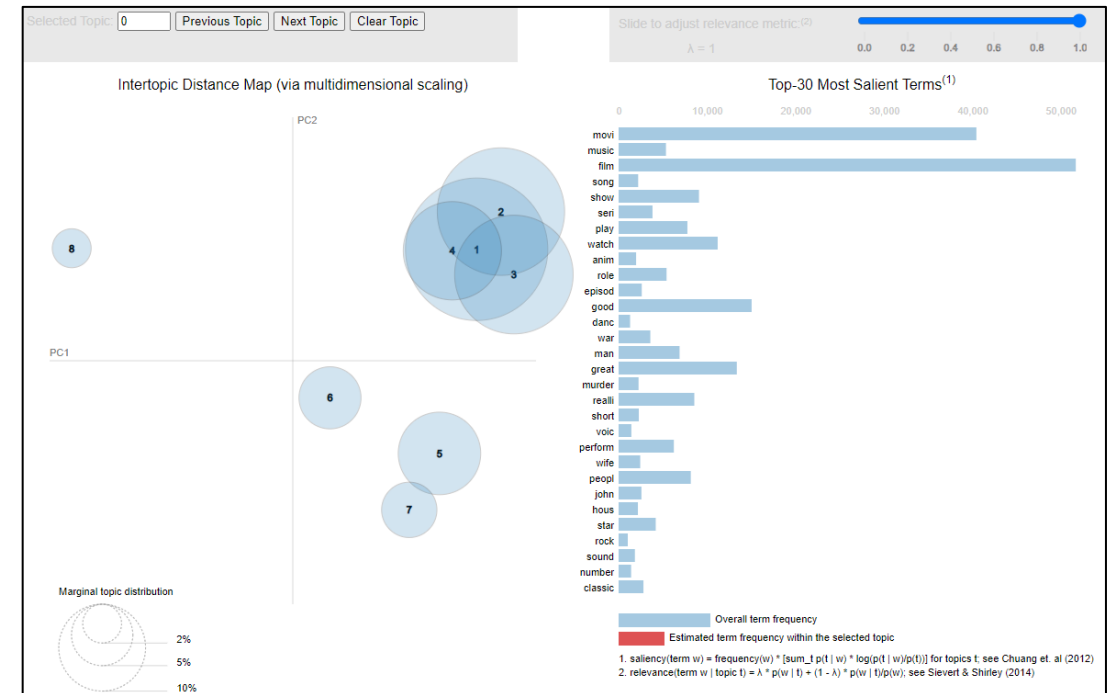 Selected Topic: 0 Previous Topic Next Topic Clear Topic
Slide to adjust relevance metric:(2)
λ = 1
0.0 0.2 0.4 0.6 0.8 1.0
Intertopic Distance Map (via multidimensional scaling)
PC2
PC1
2
4 1
3
8
6
5
7
Marginal topic distribution
2%
5%
10%
Top-30 Most Salient Terms(1)
0 10,000 20,000 30,000 40,000 50,000
movi
music
film
song
show
seri
play
watch
anim
role
episod
good
danc
war
man
great
murder
realli
short
voic
perform
wife
peopl
john
hous
star
rock
sound
number
classic
Overall term frequency
Estimated term frequency within the selected topic
1. saliency(term w) = frequency(w) * [sum_t p(t | w) * log(p(t | w)/p(t))] for topics t; see Chuang et. al (2012)
2. relevance(term w | topic t) = λ * p(w | t) + (1 - λ) * p(w | t)/p(w); see Sievert & Shirley (2014)